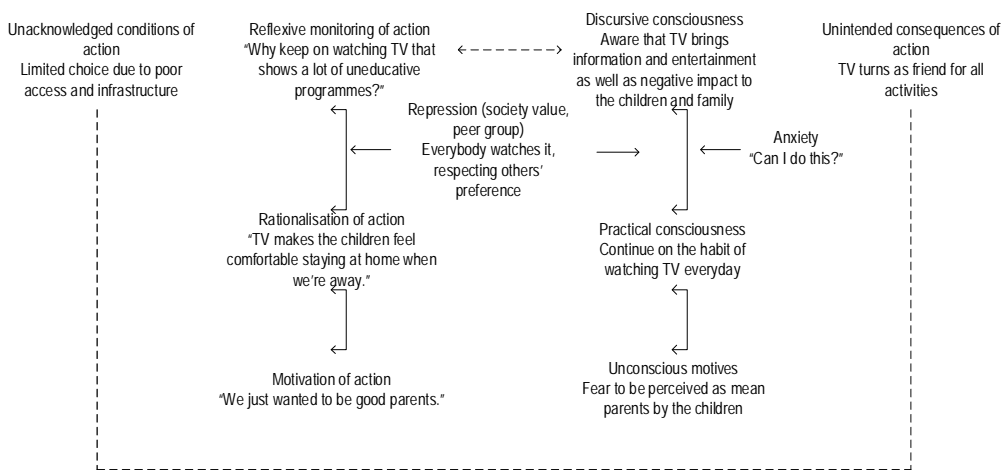 Unacknowledged conditions of
action
Limited choice due to poor
access and infrastructure
Reflexive monitoring of action
“Why keep on watching TV that
shows a lot of uneducative
programmes?”
Discursive consciousness
Aware that TV brings
information and entertainment
as well as negative impact to
the children and family
Unintended consequences of
action
TV turns as friend for all
activities
Repression (society value,
peer group)
Everybody watches it,
respecting others’
preference
Anxiety
“Can I do this?”
Rationalisation of action
“TV makes the children feel
comfortable staying at home when
we’re away.”
Practical consciousness
Continue on the habit of
watching TV everyday
Motivation of action
“We just wanted to be good parents.”
Unconscious motives
Fear to be perceived as mean
parents by the children